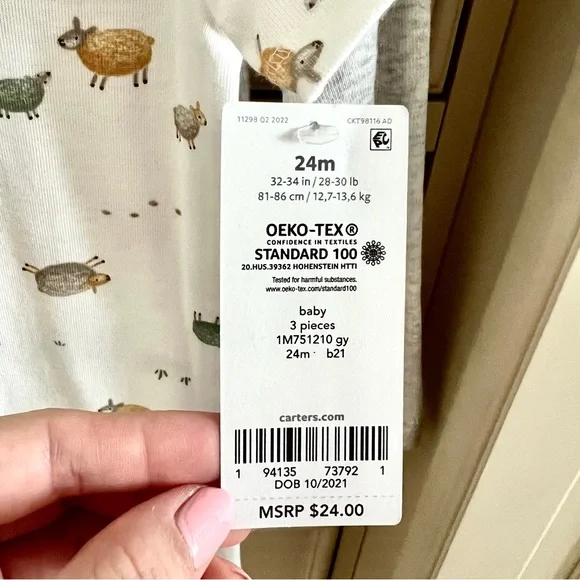 11298 Q2 2022 CKT98116 AD
24m
32-34 in / 28-30 lb
81-86 cm / 12,7-13,6 kg
OEKO-TEX®
CONFIDENCE IN TEXTILES
STANDARD 100
20.HUS.39362 HOHENSTEIN HTTI
Tested for harmful substances.
www.oeko-tex.com/standard100
baby
3 pieces
1M751210 gy
24m b21
carters.com
1 94135 73792 1
DOB 10/2021
MSRP $24.00